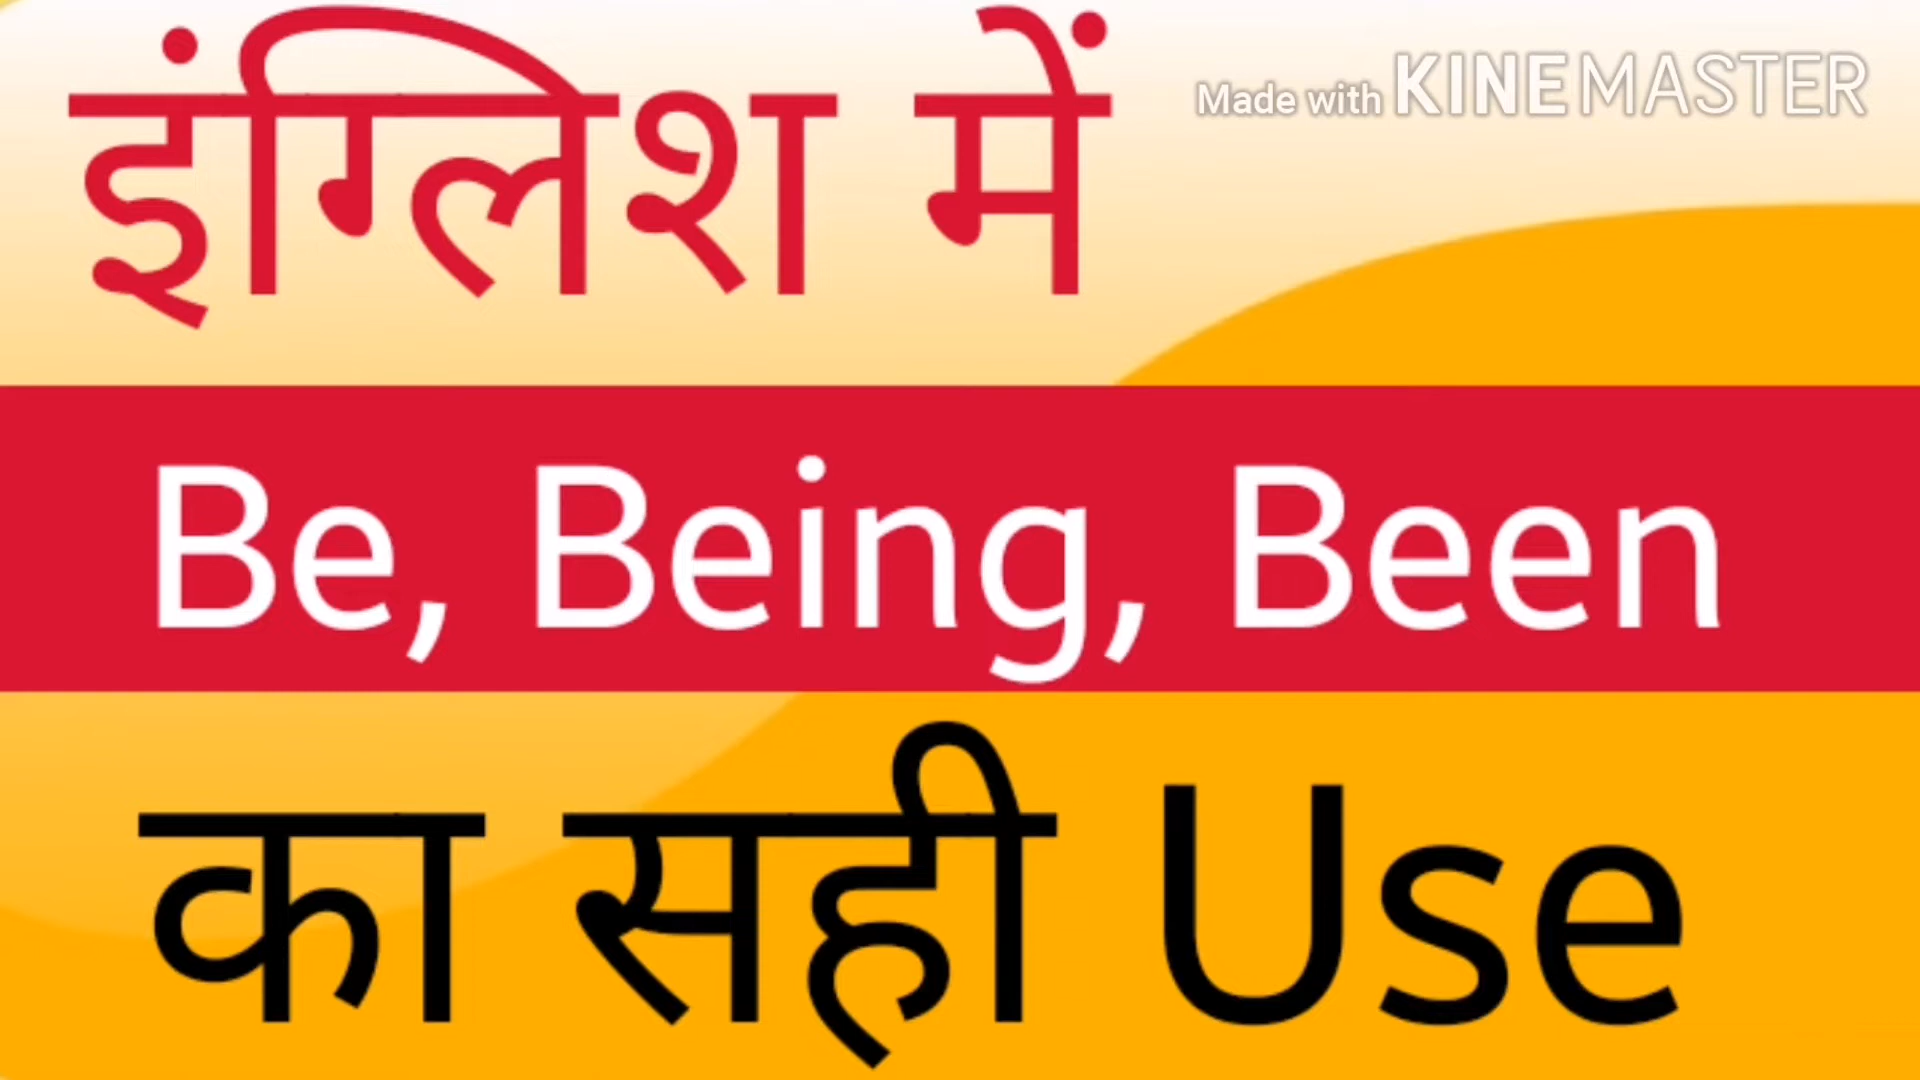 इंग्लिश में
Made with KINEMASTER
Be, Being, Been
का सही Use